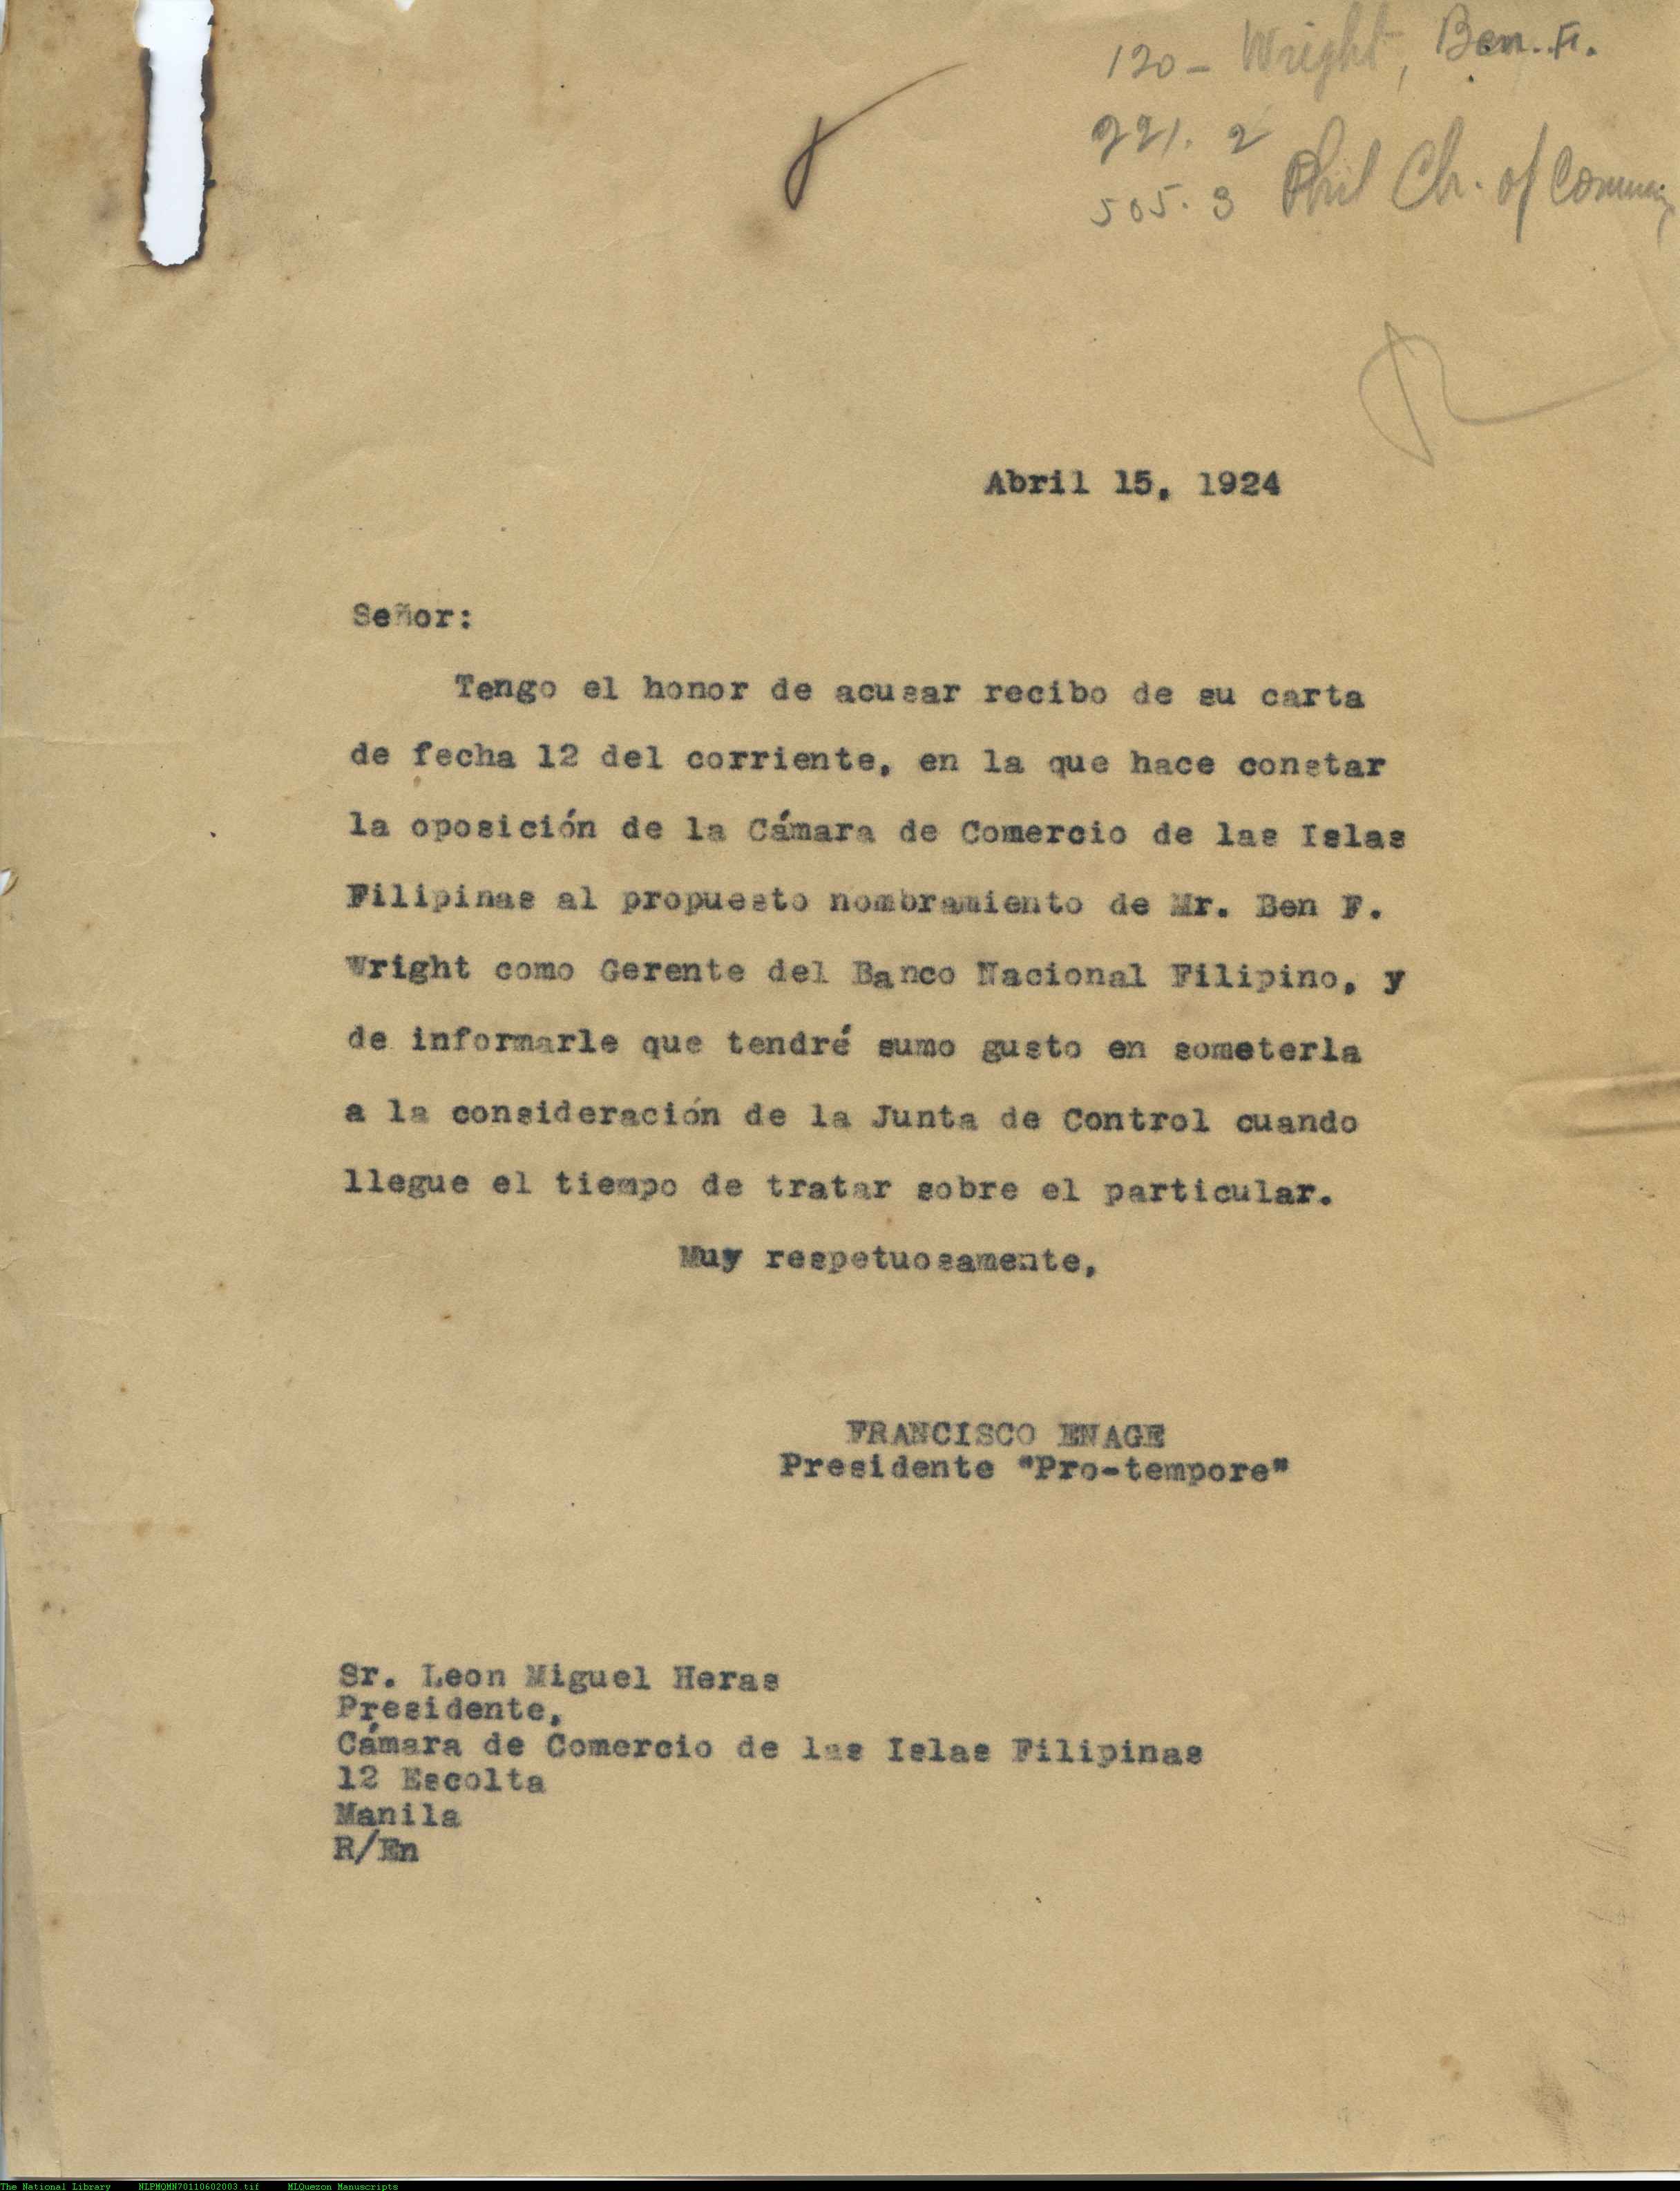 120 - Wright, Ben. F.
221. 2
505. 3 Phil Ch. of
Abril 15, 1924
Señor:
Tengo el honor de acusar recibo de su carta
de fecha 12 del corriente, en la que hace constar
la oposición de la Cámara de Comercio de las Islas
Filipinas al propuesto nombramiento de Mr. Ben F.
Wright como Gerente del Banco Nacional Filipino, y
de informarle que tendré sumo gusto en someterla
a la consideración de la Junta de Control cuando
llegue el tiempo de tratar sobre el particular.
Muy respetuosamente,
FRANCISCO ENAGE
Presidente "Pro-tempore"
Sr. Leon Miguel Heras
Presidente,
Cámara de Comercio de las Islas Filipinas
12 Escolta
Manila
R/En
The National Library NLPMQMN70110602003.tif MLQuezon Manuscripts